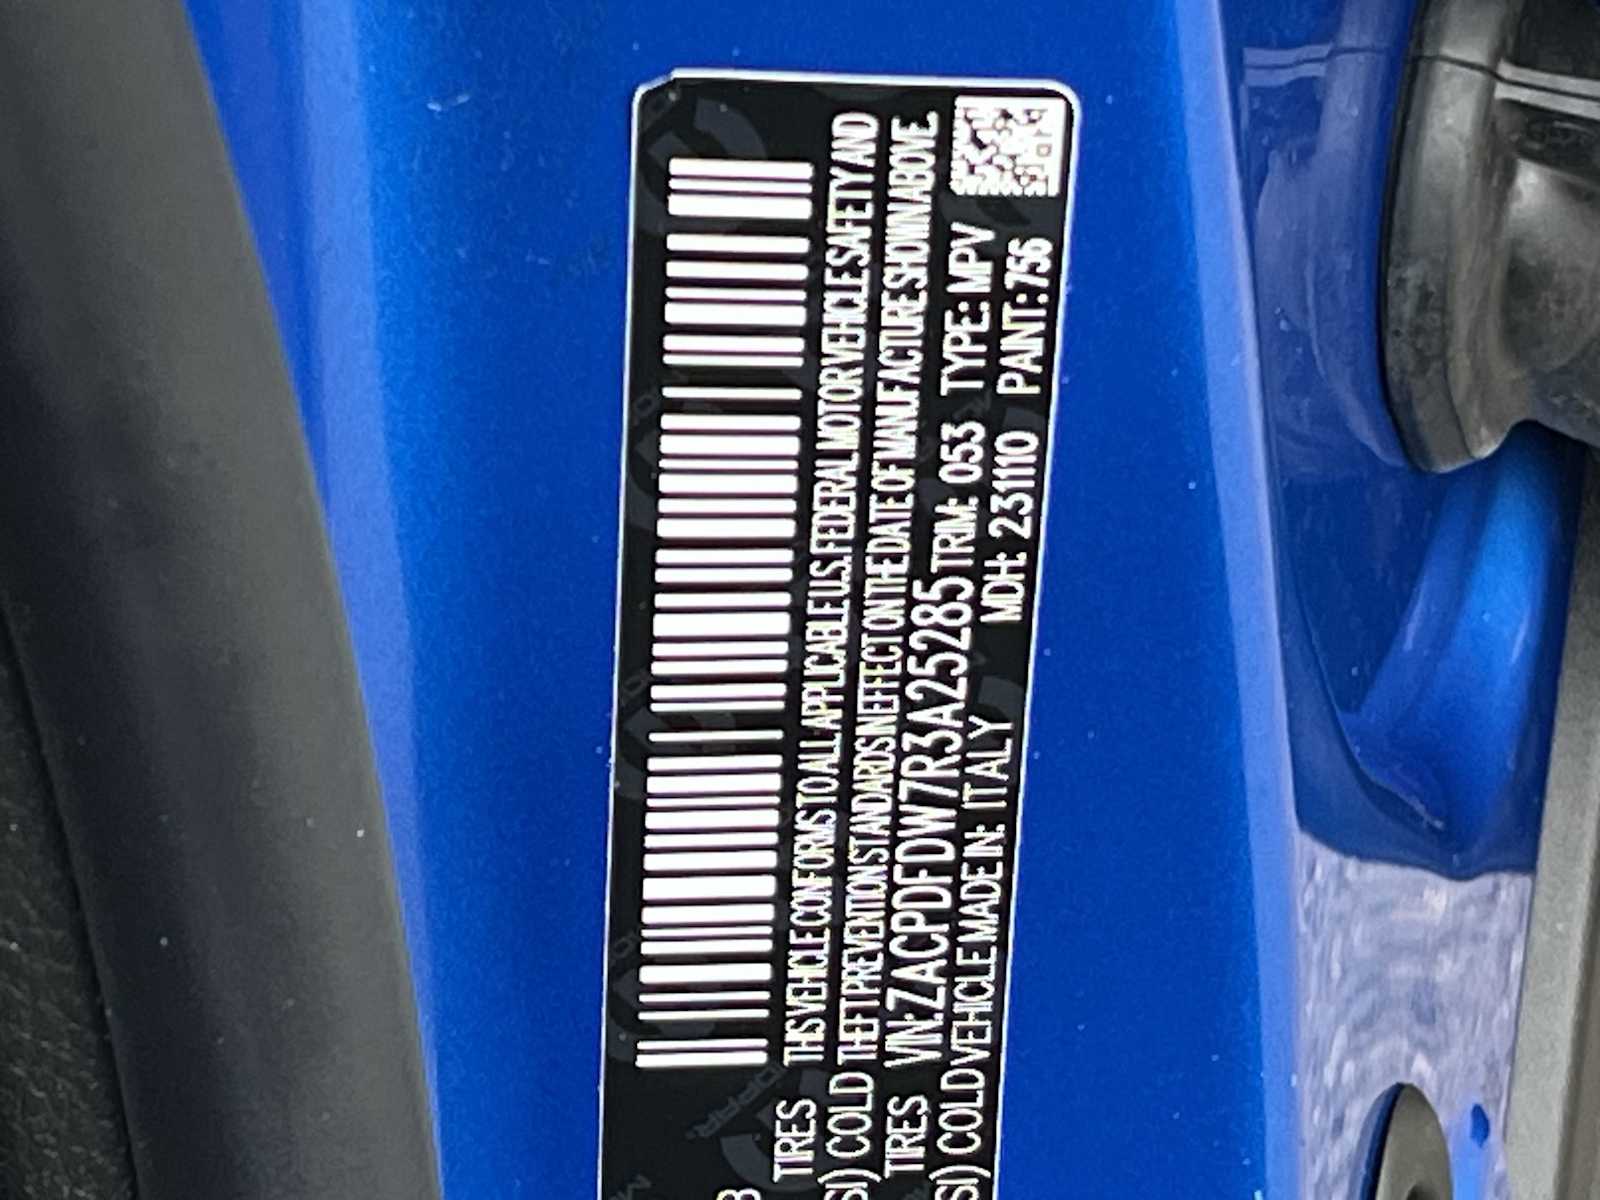 TIRES THIS VEHICLE CONFORMS TO ALL APPLICABLE U.S. FEDERAL MOTOR VEHICLE SAFETY AND
SI) COLD THEFT PREVENTION STANDARDS IN EFFECT ON THE DATE OF MANUFACTURE SHOWN ABOVE.
TIRES VIN: ZACPDFDW7R3A25285 TRIM: 053 TYPE: MPV
SI) COLD VEHICLE MADE IN: ITALY MDH: 231110 PAINT: 756